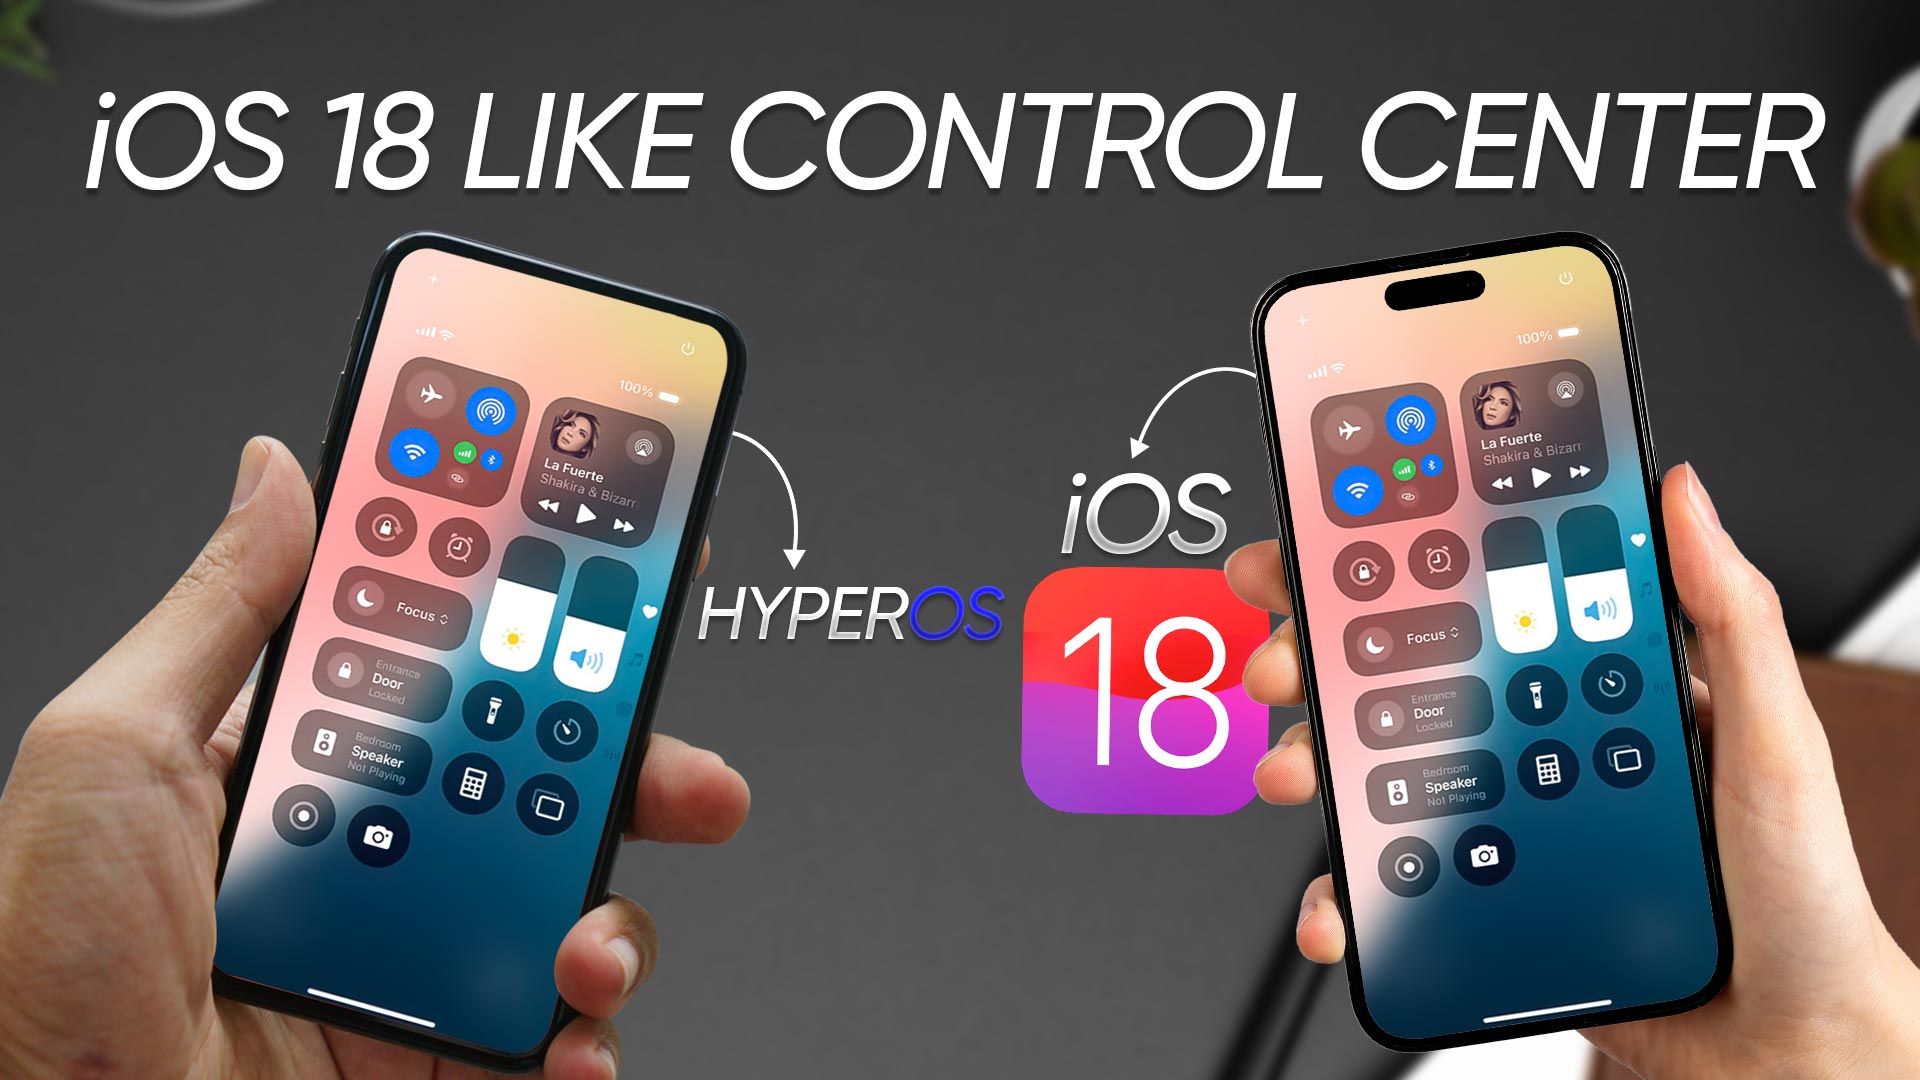 iOS 18 LIKE CONTROL CENTER
100%
La Fuerte
Shakira & Bizarr
Focus
Entrance
Door
Locked
Bedroom
Speaker
Not Playing
HYPEROS
iOS
18
100%
La Fuerte
Shakira & Bizarr
Focus
Entrance
Door
Locked
Bedroom
Speaker
Not Playing